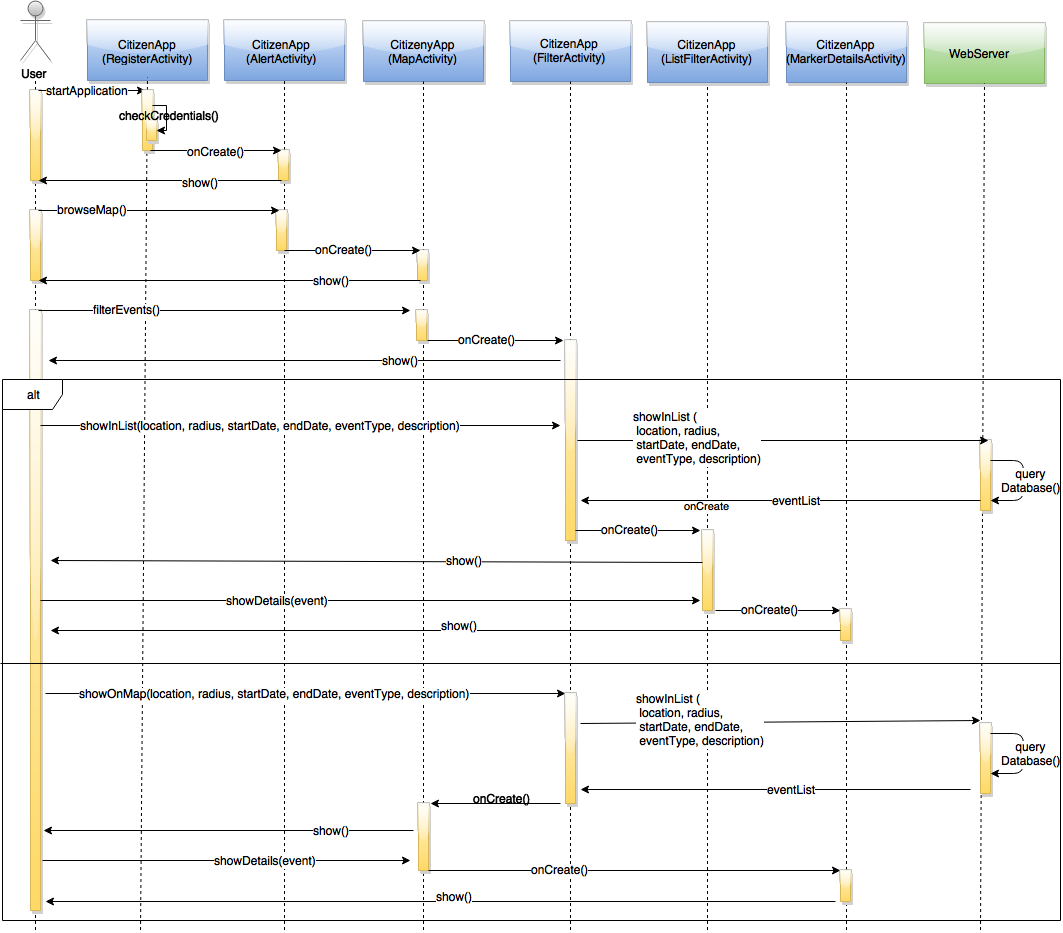 User
CitizenApp
(RegisterActivity)
CitizenApp
(AlertActivity)
CitizenyApp
(MapActivity)
CitizenApp
(FilterActivity)
CitizenApp
(ListFilterActivity)
CitizenApp
(MarkerDetailsActivity)
WebServer
startApplication
checkCredentials()
onCreate()
show()
browseMap()
onCreate()
show()
filterEvents()
onCreate()
show()
alt
showInList(location, radius, startDate, endDate, eventType, description)
showInList (
location, radius,
startDate, endDate,
eventType, description)
query
Database()
eventList
onCreate
onCreate()
show()
showDetails(event)
onCreate()
show()
showOnMap(location, radius, startDate, endDate, eventType, description)
showInList (
location, radius,
startDate, endDate,
eventType, description)
query
Database()
eventList
onCreate()
show()
showDetails(event)
onCreate()
show()